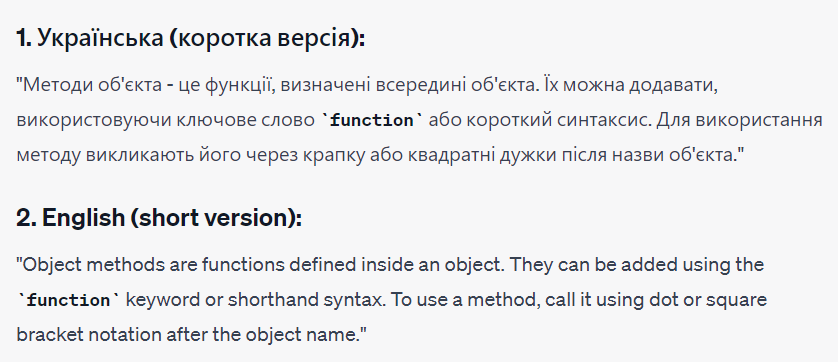 1. Українська (коротка версія):
"Методи об'єкта - це функції, визначені всередині об'єкта. Їх можна додавати,
використовуючи ключове слово `function` або короткий синтаксис. Для використання
методу викликають його через крапку або квадратні дужки після назви об'єкта."
2. English (short version):
"Object methods are functions defined inside an object. They can be added using the
`function` keyword or shorthand syntax. To use a method, call it using dot or square
bracket notation after the object name."